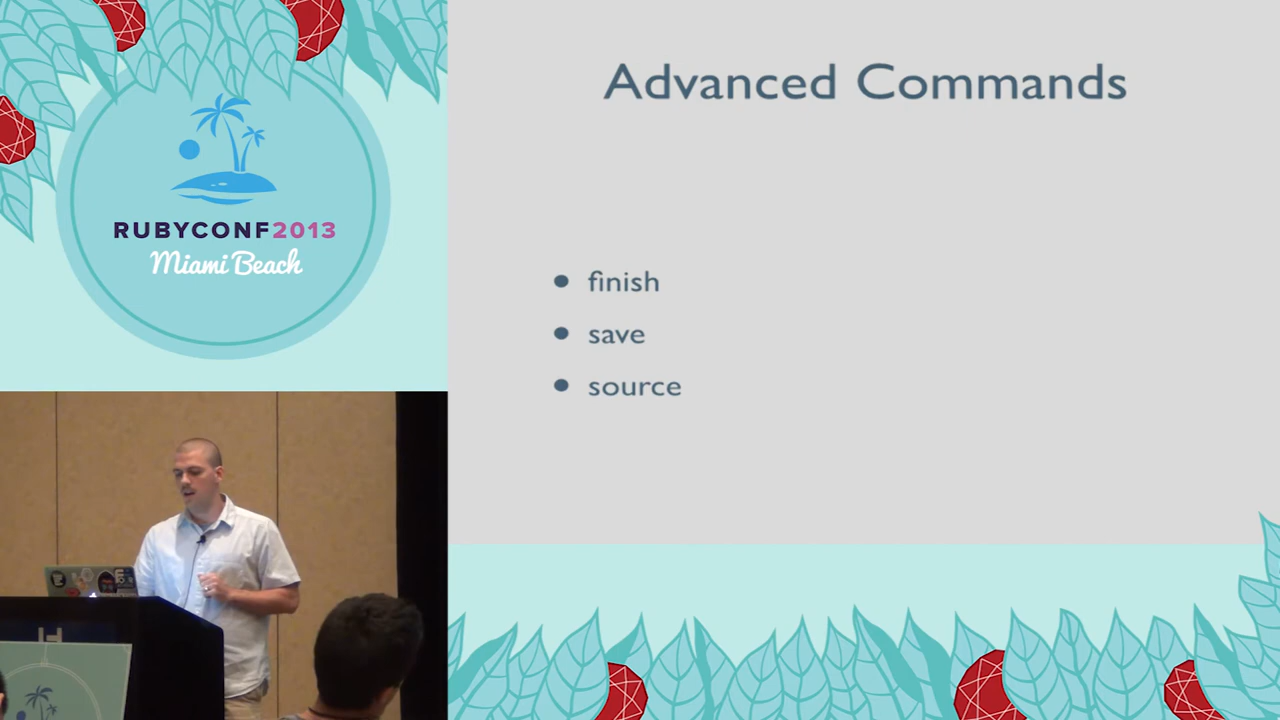 RUBYCONF2013
Miami Beach
Advanced Commands
• finish
• save
• source